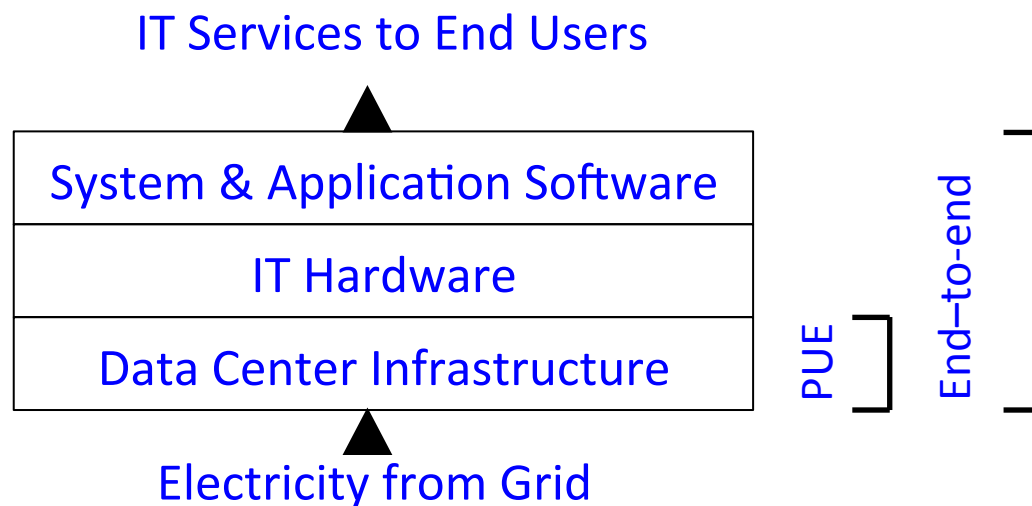 IT Services to End Users
System & Application Software
IT Hardware
Data Center Infrastructure
PUE
End–to-end
Electricity from Grid